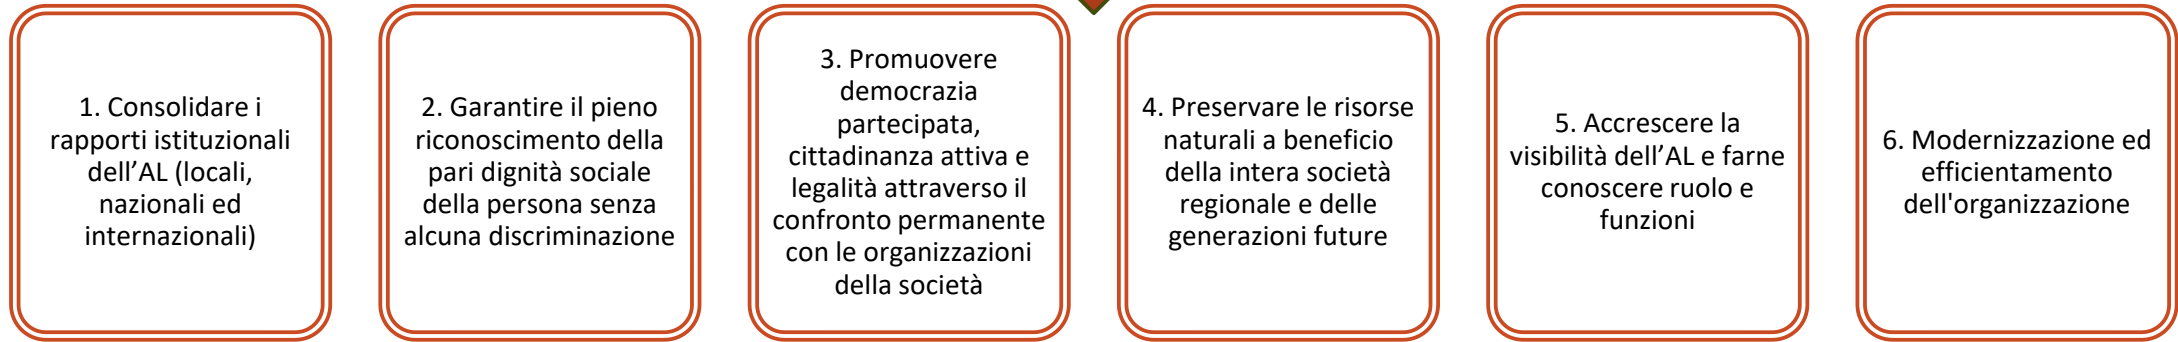 1. Consolidare i
rapporti istituzionali
dell’AL (locali,
nazionali ed
internazionali)
2. Garantire il pieno
riconoscimento della
pari dignità sociale
della persona senza
alcuna discriminazione
3. Promuovere
democrazia
partecipata,
cittadinanza attiva e
legalità attraverso il
confronto permanente
con le organizzazioni
della società
4. Preservare le risorse
naturali a beneficio
della intera società
regionale e delle
generazioni future
5. Accrescere la
visibilità dell’AL e farne
conoscere ruolo e
funzioni
6. Modernizzazione ed
efficientamento
dell'organizzazione